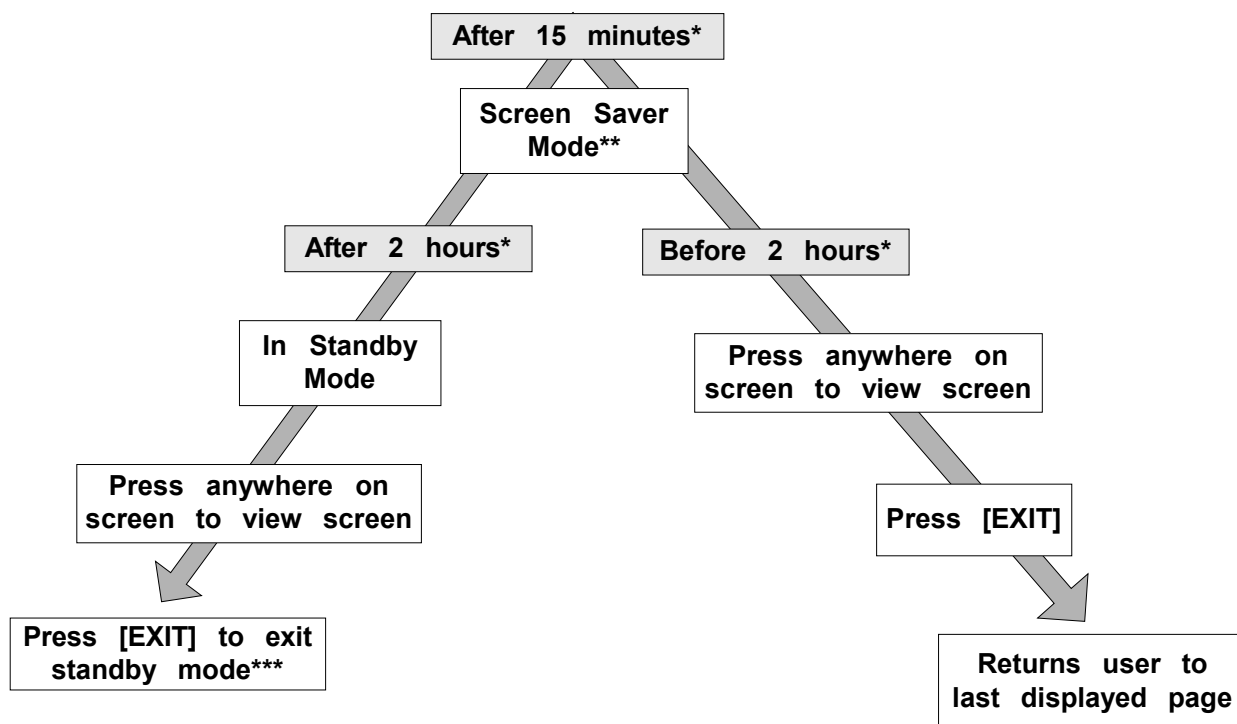 After 15 minutes*
Screen Saver
Mode**
After 2 hours*
Before 2 hours*
In Standby
Mode
Press anywhere on
screen to view screen
Press anywhere on
screen to view screen
Press [EXIT]
Press [EXIT] to exit
standby mode***
Returns user to
last displayed page